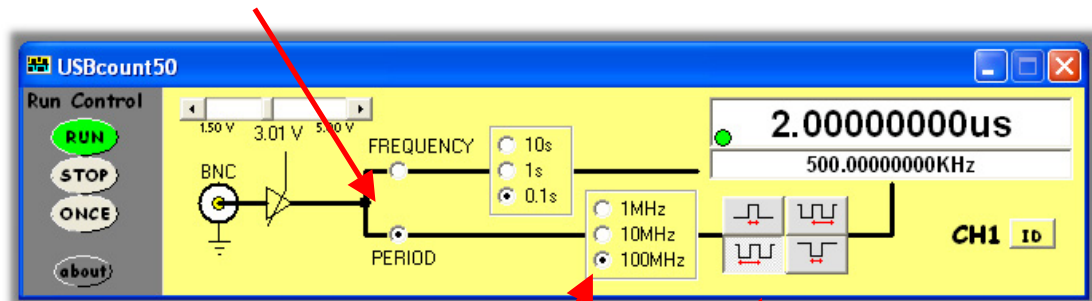 USBcount50
Run Control
RUN
STOP
ONCE
about
1.50 V
3.01 V
5.00 V
BNC
FREQUENCY
10s
1s
0.1s
PERIOD
1MHz
10MHz
100MHz
2.00000000us
500.00000000KHz
CH1
ID